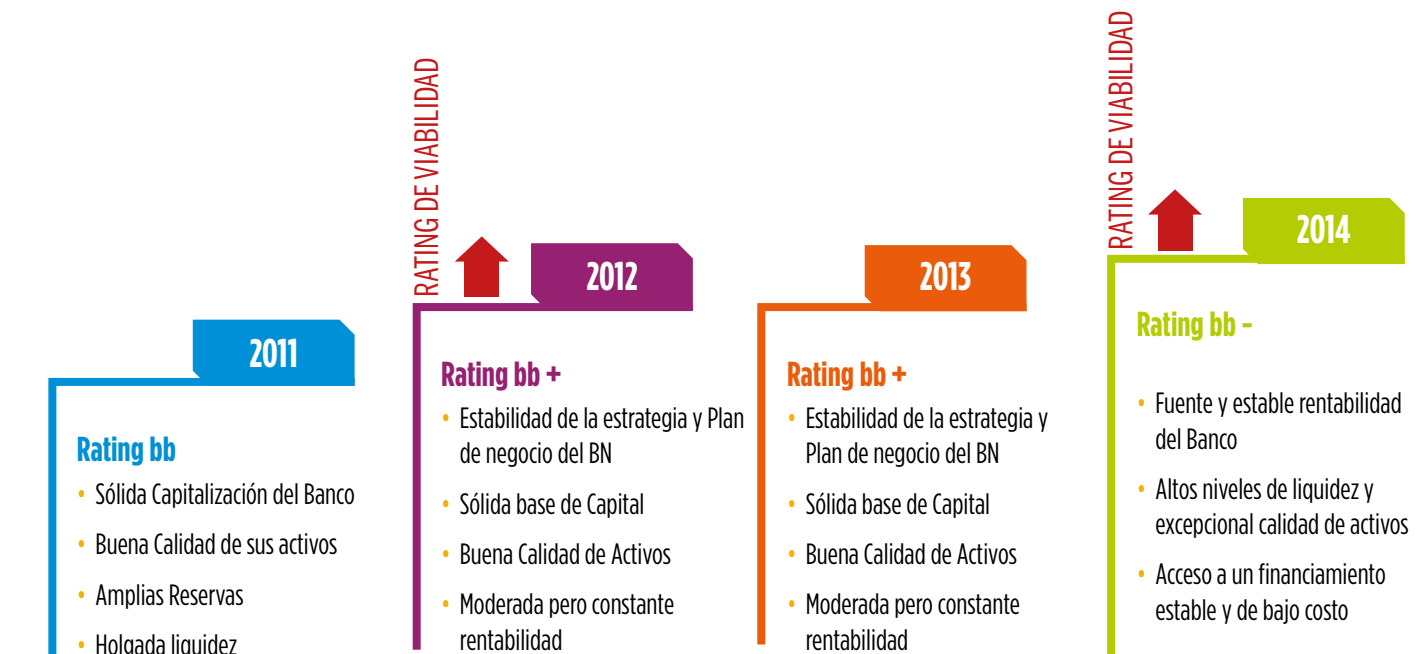 2011
Rating bb
• Sólida Capitalización del Banco
• Buena Calidad de sus activos
• Amplias Reservas
• Holgada liquidez
RATING DE VIABILIDAD
2012
Rating bb +
• Estabilidad de la estrategia y Plan
de negocio del BN
• Sólida base de Capital
• Buena Calidad de Activos
• Moderada pero constante
rentabilidad
2013
Rating bb +
• Estabilidad de la estrategia y
Plan de negocio del BN
• Sólida base de Capital
• Buena Calidad de Activos
• Moderada pero constante
rentabilidad
RATING DE VIABILIDAD
2014
Rating bb -
• Fuente y estable rentabilidad
del Banco
• Altos niveles de liquidez y
excepcional calidad de activos
• Acceso a un financiamiento
estable y de bajo costo